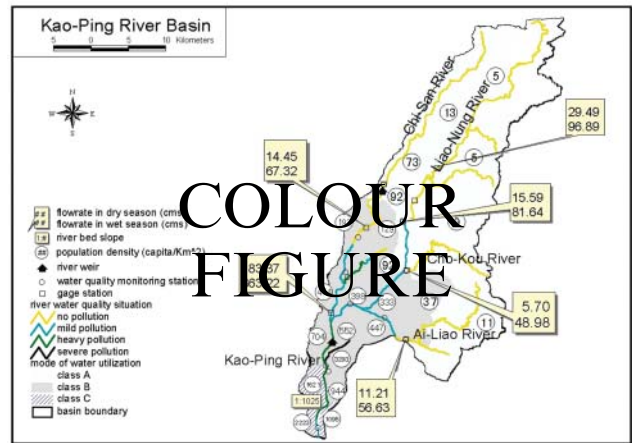 Kao-Ping River Basin
5 0 5 10 Kilometers
N
W E
S
Chi-San River
Liao-Nung River
5
13
29.49
96.89
73
5
14.45
67.32
92
15.59
81.64
COLOUR
FIGURE
## flowrate in dry season (cms)
## flowrate in wet season (cms)
1:# river bed slope
## population density (capita/Km^2)
river weir
water quality monitoring station
gage station
river water quality situation
no pollution
mild pollution
heavy pollution
severe pollution
mode of water utilization
class A
class B
class C
basin boundary
Cho-Kou River
37
5.70
48.98
333
447
Ai-Liao River
11
704
552
Kao-Ping River
944
1:1025
11.21
56.63